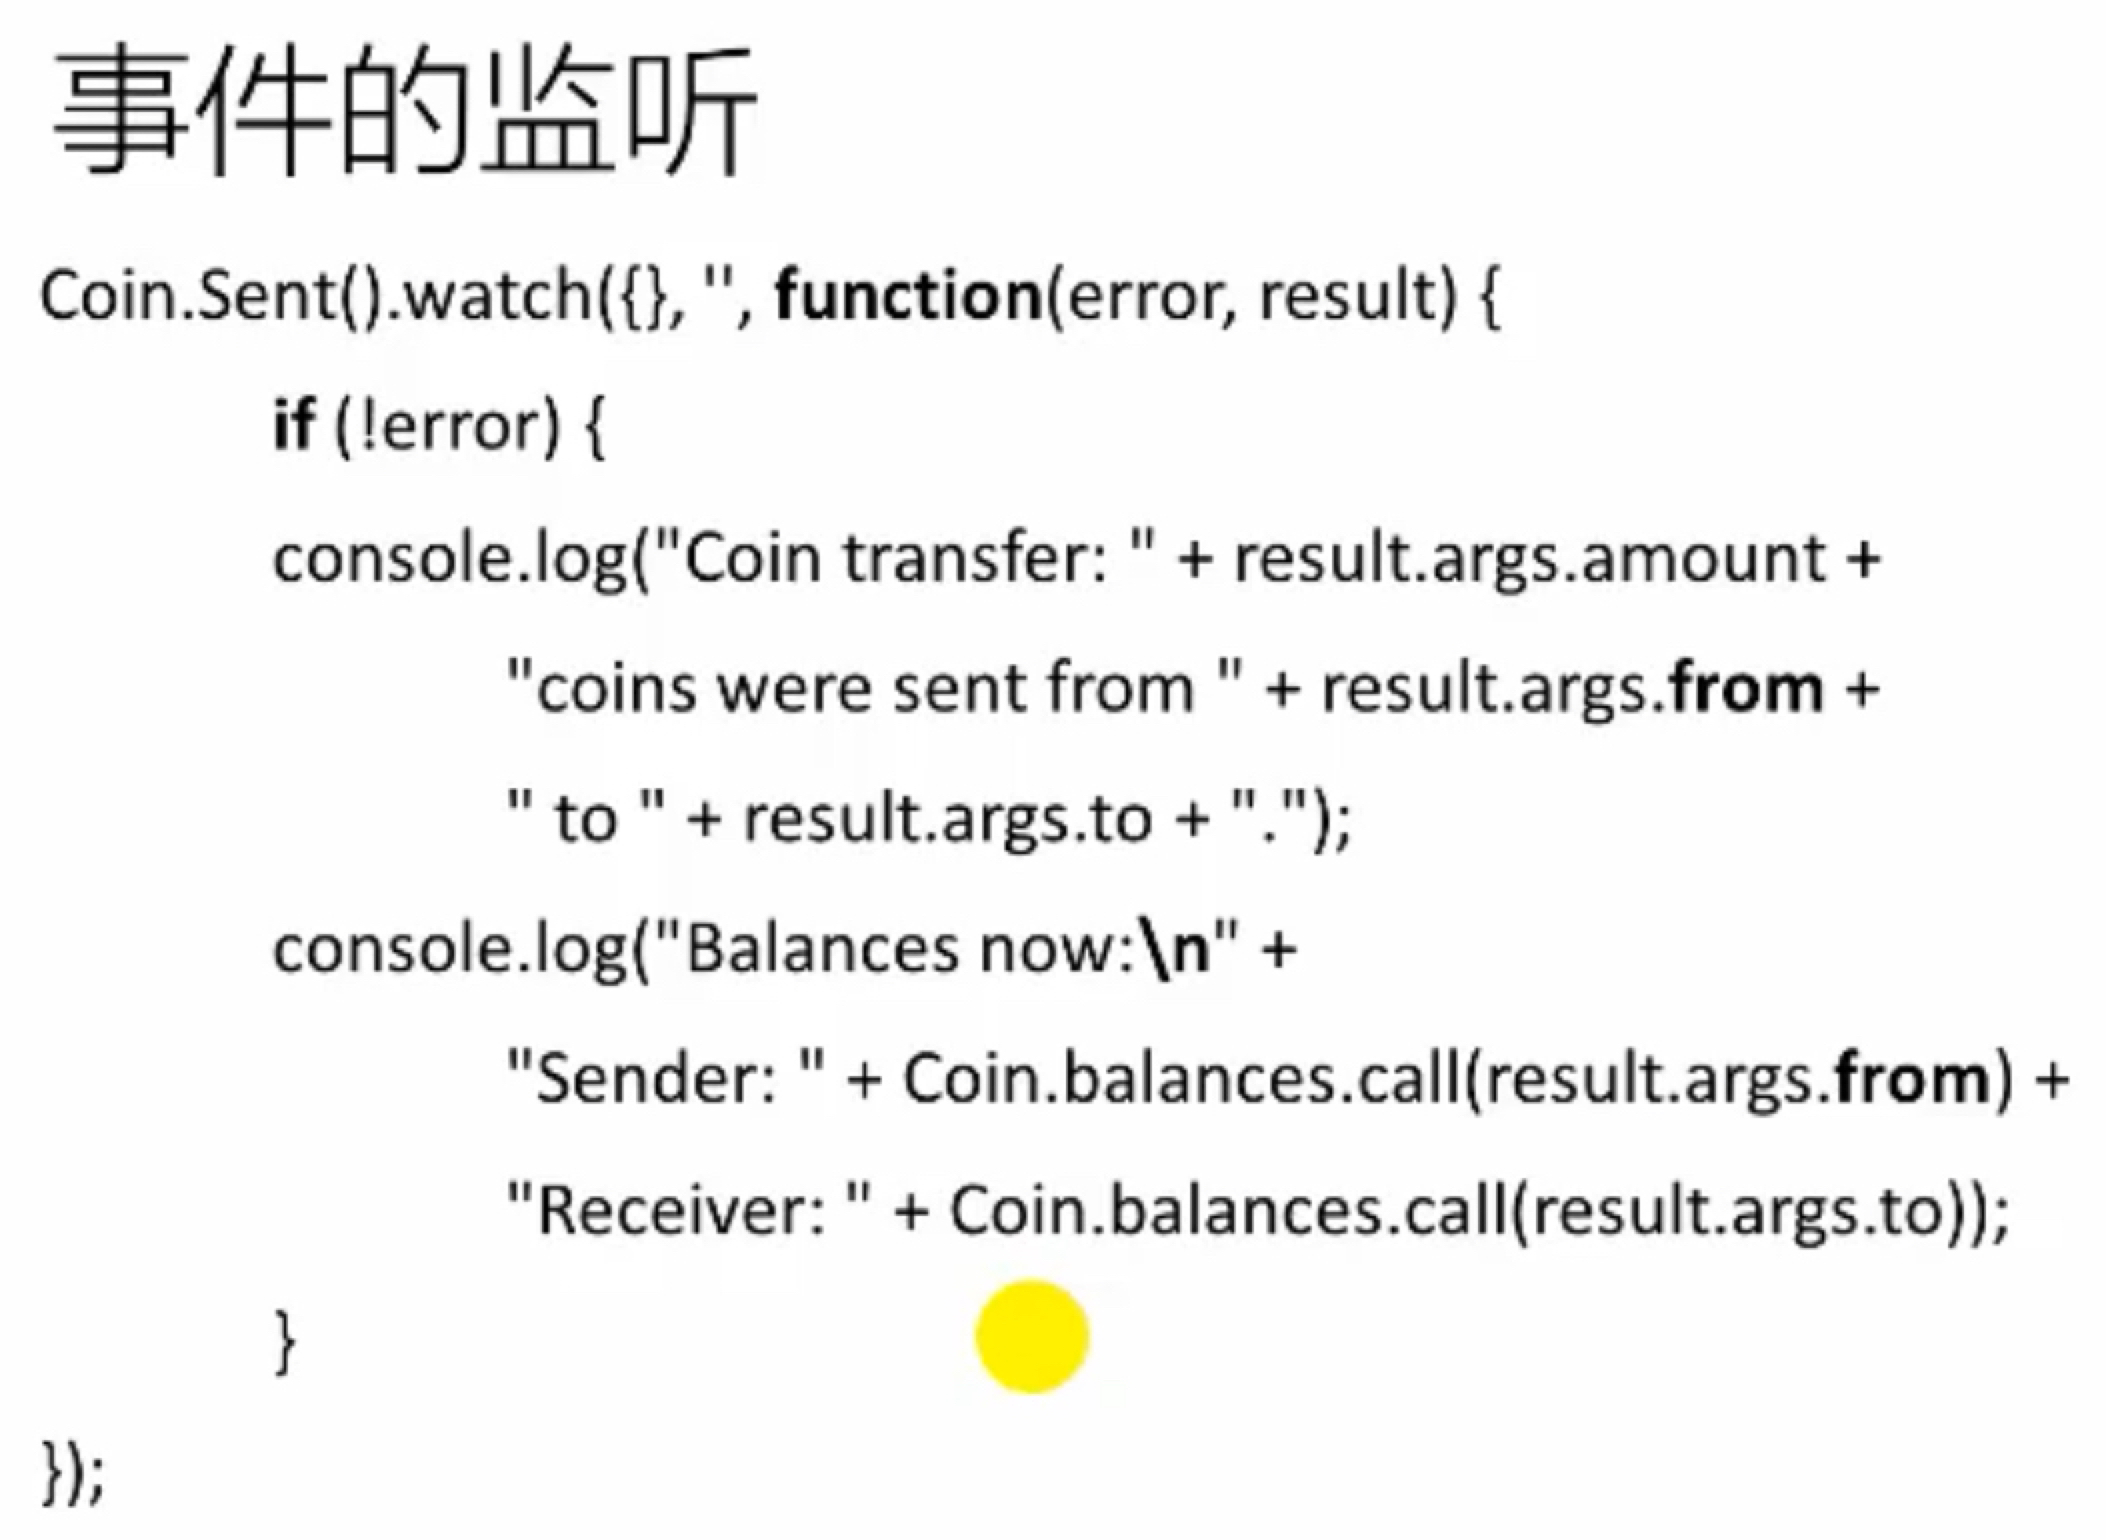 事件的监听
Coin.Sent().watch({}, '', function(error, result) {
if (!error) {
console.log("Coin transfer: " + result.args.amount +
"coins were sent from " + result.args.from +
" to " + result.args.to + ".");
console.log("Balances now:\n" +
"Sender: " + Coin.balances.call(result.args.from) +
"Receiver: " + Coin.balances.call(result.args.to));
}
});